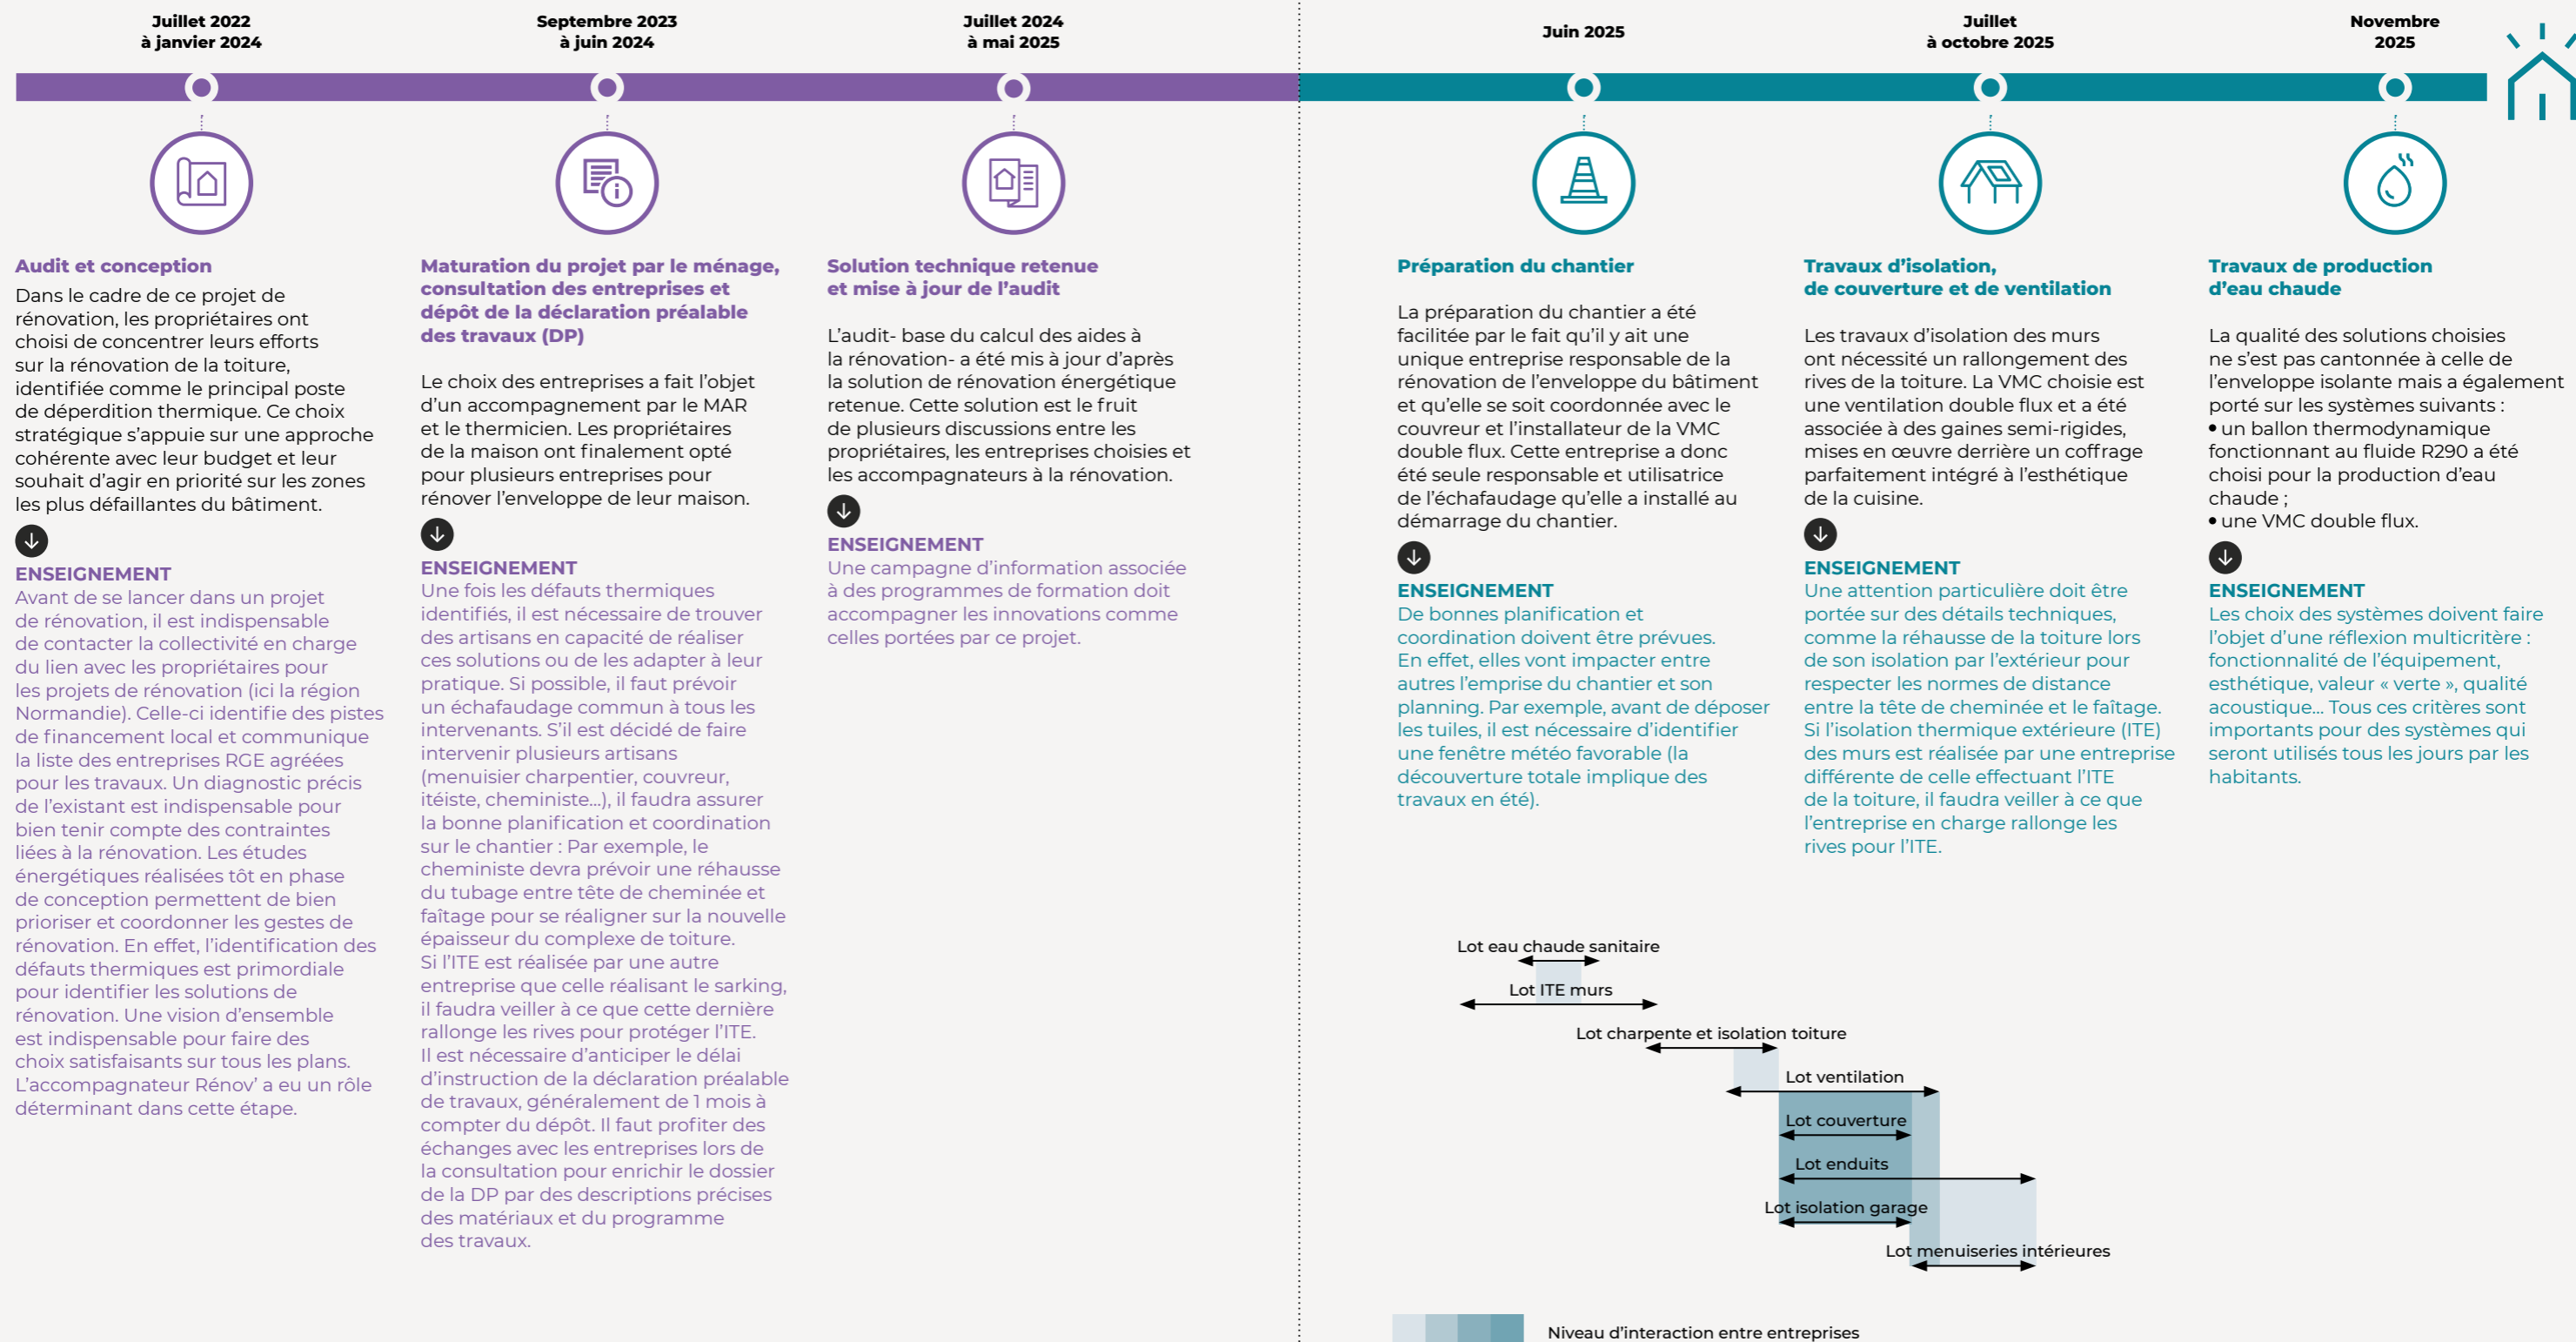 Juillet 2022
à janvier 2024
Septembre 2023
à juin 2024
Juillet 2024
à mai 2025
Juin 2025
Juillet
à octobre 2025
Novembre
2025
Audit et conception
Dans le cadre de ce projet de
rénovation, les propriétaires ont
choisi de concentrer leurs efforts
sur la rénovation de la toiture,
identifiée comme le principal poste
de déperdition thermique. Ce choix
stratégique s’appuie sur une approche
cohérente avec leur budget et leur
souhait d’agir en priorité sur les zones
les plus défaillantes du bâtiment.
ENSEIGNEMENT
Avant de se lancer dans un projet
de rénovation, il est indispensable
de contacter la collectivité en charge
du lien avec les propriétaires pour
les projets de rénovation (ici la région
Normandie). Celle-ci identifie des pistes
de financement local et communique
la liste des entreprises RGE agréées
pour les travaux. Un diagnostic précis
de l’existant est indispensable pour
bien tenir compte des contraintes
liées à la rénovation. Les études
énergétiques réalisées tôt en phase
de conception permettent de bien
prioriser et coordonner les gestes de
rénovation. En effet, l’identification des
défauts thermiques est primordiale
pour identifier les solutions de
rénovation. Une vision d’ensemble
est indispensable pour faire des
choix satisfaisants sur tous les plans.
L’accompagnateur Rénov’ a eu un rôle
déterminant dans cette étape.
Maturation du projet par le ménage,
consultation des entreprises et
dépôt de la déclaration préalable
des travaux (DP)
Le choix des entreprises a fait l’objet
d’un accompagnement par le MAR
et le thermicien. Les propriétaires
de la maison ont finalement opté
pour plusieurs entreprises pour
rénover l’enveloppe de leur maison.
ENSEIGNEMENT
Une fois les défauts thermiques
identifiés, il est nécessaire de trouver
des artisans en capacité de réaliser
ces solutions ou de les adapter à leur
pratique. Si possible, il faut prévoir
un échafaudage commun à tous les
intervenants. S’il est décidé de faire
intervenir plusieurs artisans
(menuisier charpentier, couvreur,
itéiste, cheministe...), il faudra assurer
la bonne planification et coordination
sur le chantier : Par exemple, le
cheministe devra prévoir une réhausse
du tubage entre tête de cheminée et
faîtage pour se réaligner sur la nouvelle
épaisseur du complexe de toiture.
Si l’ITE est réalisée par une autre
entreprise que celle réalisant le sarking,
il faudra veiller à ce que cette dernière
rallonge les rives pour protéger l’ITE.
Il est nécessaire d’anticiper le délai
d’instruction de la déclaration préalable
de travaux, généralement de 1 mois à
compter du dépôt. Il faut profiter des
échanges avec les entreprises lors de
la consultation pour enrichir le dossier
de la DP par des descriptions précises
des matériaux et du programme
des travaux.
Solution technique retenue
et mise à jour de l’audit
L’audit- base du calcul des aides à
la rénovation- a été mis à jour d’après
la solution de rénovation énergétique
retenue. Cette solution est le fruit
de plusieurs discussions entre les
propriétaires, les entreprises choisies et
les accompagnateurs à la rénovation.
ENSEIGNEMENT
Une campagne d’information associée
à des programmes de formation doit
accompagner les innovations comme
celles portées par ce projet.
Préparation du chantier
La préparation du chantier a été
facilitée par le fait qu’il y ait une
unique entreprise responsable de la
rénovation de l’enveloppe du bâtiment
et qu’elle se soit coordonnée avec le
couvreur et l’installateur de la VMC
double flux. Cette entreprise a donc
été seule responsable et utilisatrice
de l’échafaudage qu’elle a installé au
démarrage du chantier.
ENSEIGNEMENT
De bonnes planification et
coordination doivent être prévues.
En effet, elles vont impacter entre
autres l’emprise du chantier et son
planning. Par exemple, avant de déposer
les tuiles, il est nécessaire d’identifier
une fenêtre météo favorable (la
découverture totale implique des
travaux en été).
Travaux d’isolation,
de couverture et de ventilation
Les travaux d’isolation des murs
ont nécessité un rallongement des
rives de la toiture. La VMC choisie est
une ventilation double flux et a été
associée à des gaines semi-rigides,
mises en œuvre derrière un coffrage
parfaitement intégré à l’esthétique
de la cuisine.
ENSEIGNEMENT
Une attention particulière doit être
portée sur des détails techniques,
comme la réhausse de la toiture lors
de son isolation par l’extérieur pour
respecter les normes de distance
entre la tête de cheminée et le faîtage.
Si l’isolation thermique extérieure (ITE)
des murs est réalisée par une entreprise
différente de celle effectuant l’ITE
de la toiture, il faudra veiller à ce que
l’entreprise en charge rallonge les
rives pour l’ITE.
Travaux de production
d’eau chaude
La qualité des solutions choisies
ne s’est pas cantonnée à celle de
l’enveloppe isolante mais a également
porté sur les systèmes suivants :
• un ballon thermodynamique
fonctionnant au fluide R290 a été
choisi pour la production d’eau
chaude ;
• une VMC double flux.
ENSEIGNEMENT
Les choix des systèmes doivent faire
l’objet d’une réflexion multicritère :
fonctionnalité de l’équipement,
esthétique, valeur « verte », qualité
acoustique... Tous ces critères sont
importants pour des systèmes qui
seront utilisés tous les jours par les
habitants.
Lot eau chaude sanitaire
Lot ITE murs
Lot charpente et isolation toiture
Lot ventilation
Lot couverture
Lot enduits
Lot isolation garage
Lot menuiseries intérieures
Niveau d’interaction entre entreprises